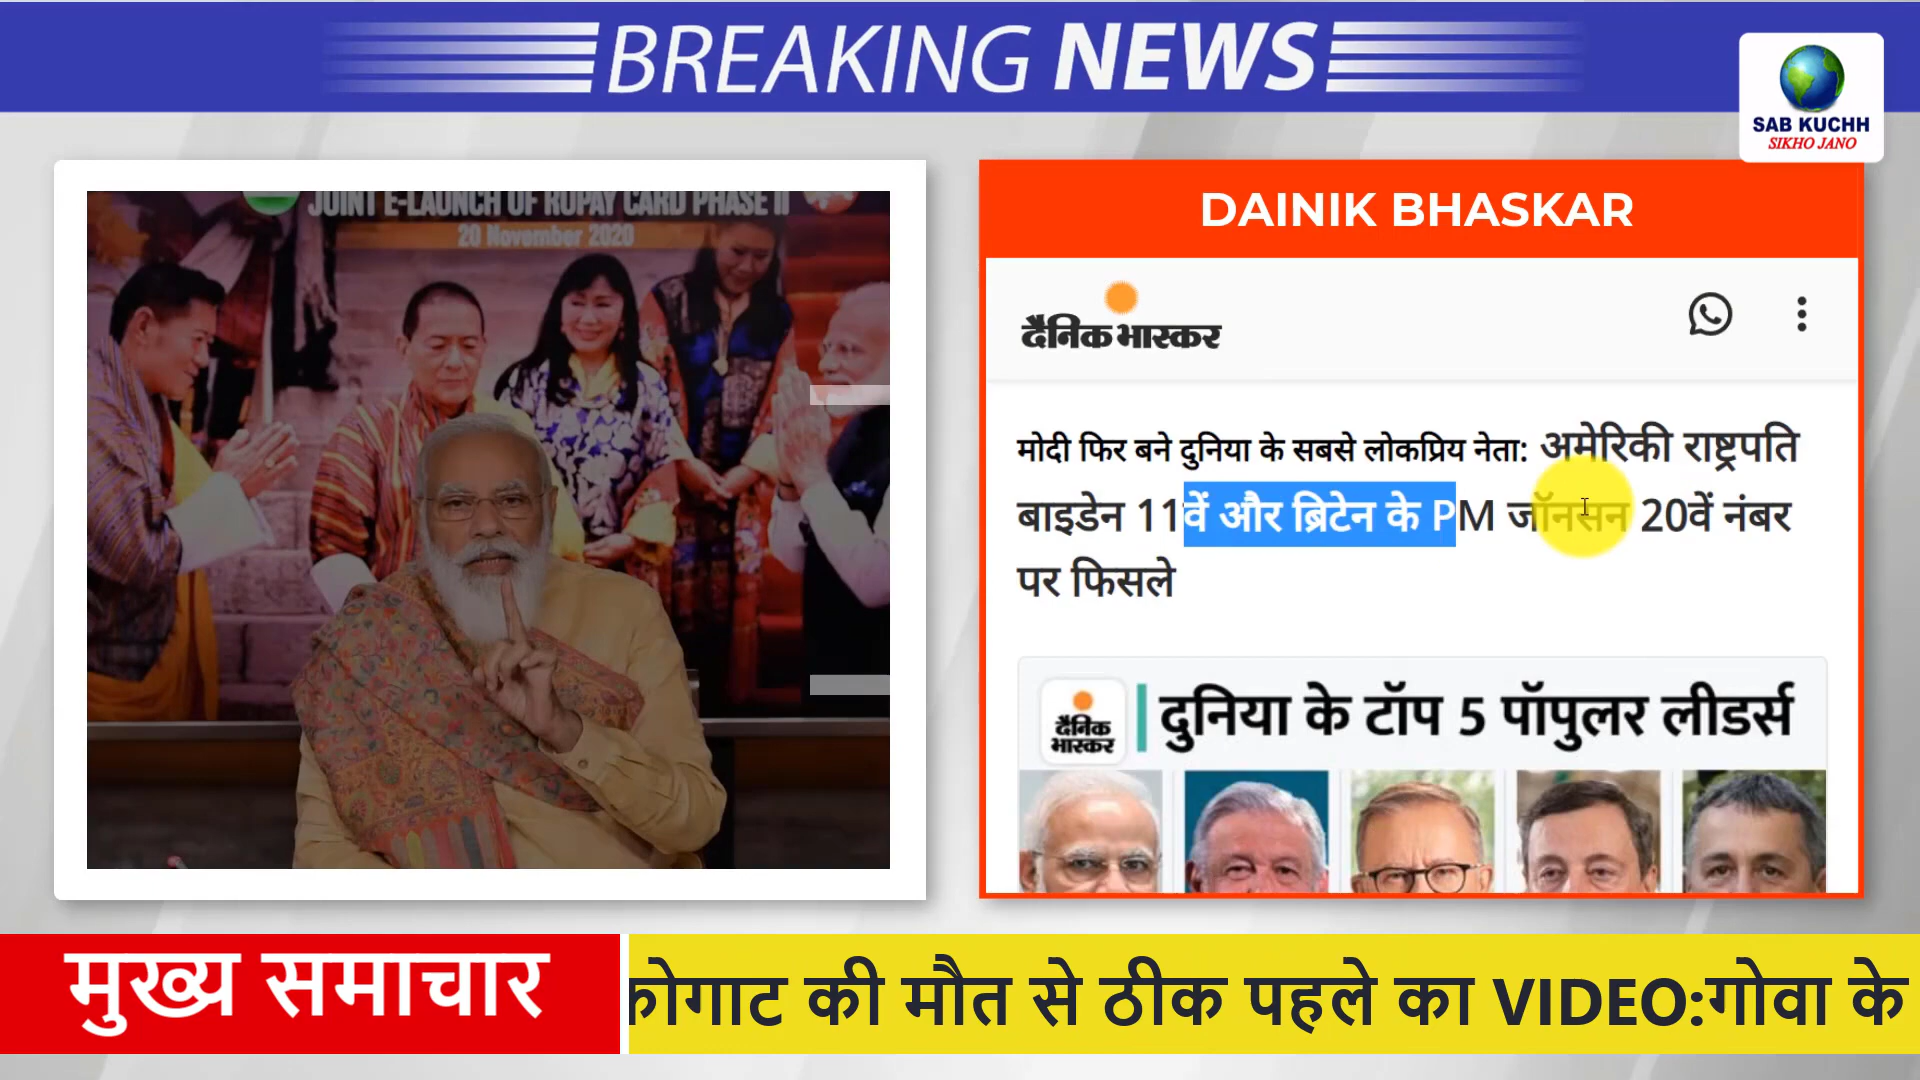 BREAKING NEWS
SAB KUCHH
SIKHO JANO
JOINT E-LAUNCH OF RUPAY CARD PHASE II
20 November 2020
DAINIK BHASKAR
दैनिक भास्कर
मोदी फिर बने दुनिया के सबसे लोकप्रिय नेता: अमेरिकी राष्ट्रपति
बाइडेन 11वें और ब्रिटेन के PM जॉनसन 20वें नंबर
पर फिसले
दैनिक
भास्कर
दुनिया के टॉप 5 पॉपुलर लीडर्स
मुख्य समाचार
फोगाट की मौत से ठीक पहले का VIDEO:गोवा के